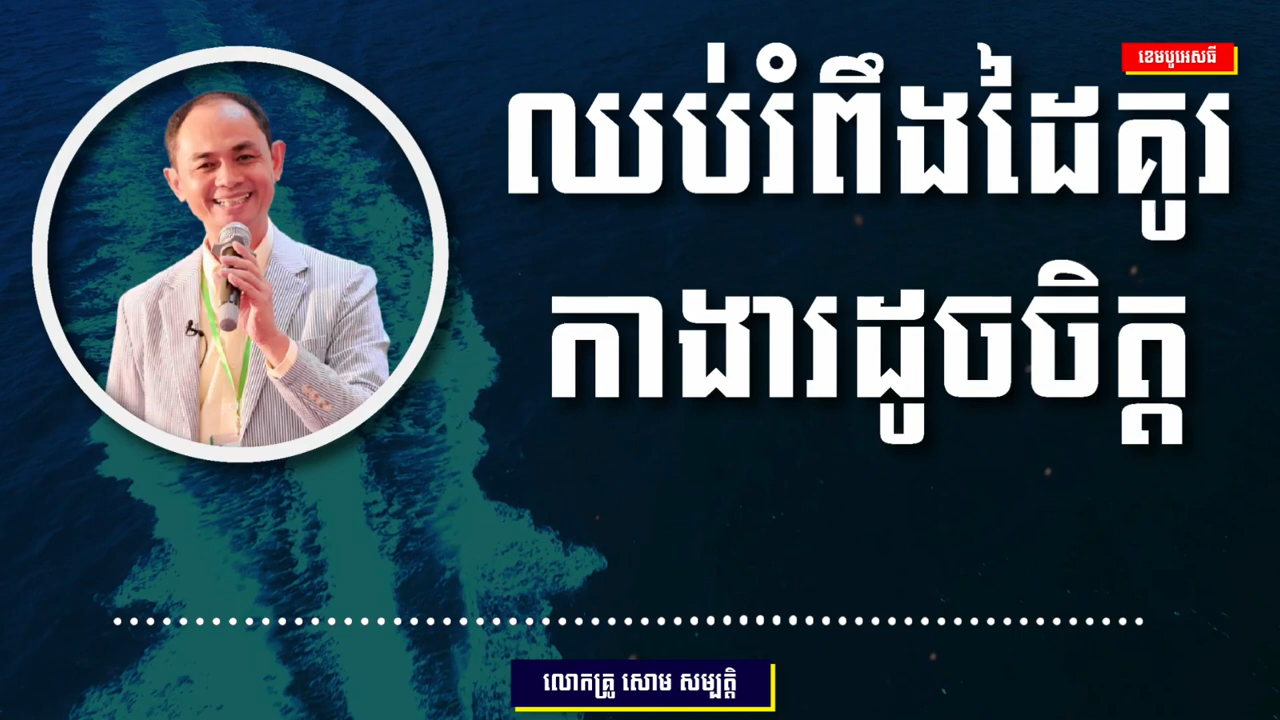 ខេមបូអេសធី
ឈប់រំពឹងដៃគូរ
ការងារដូចចិត្ត
លោកគ្រូ សោម សម្បត្តិ